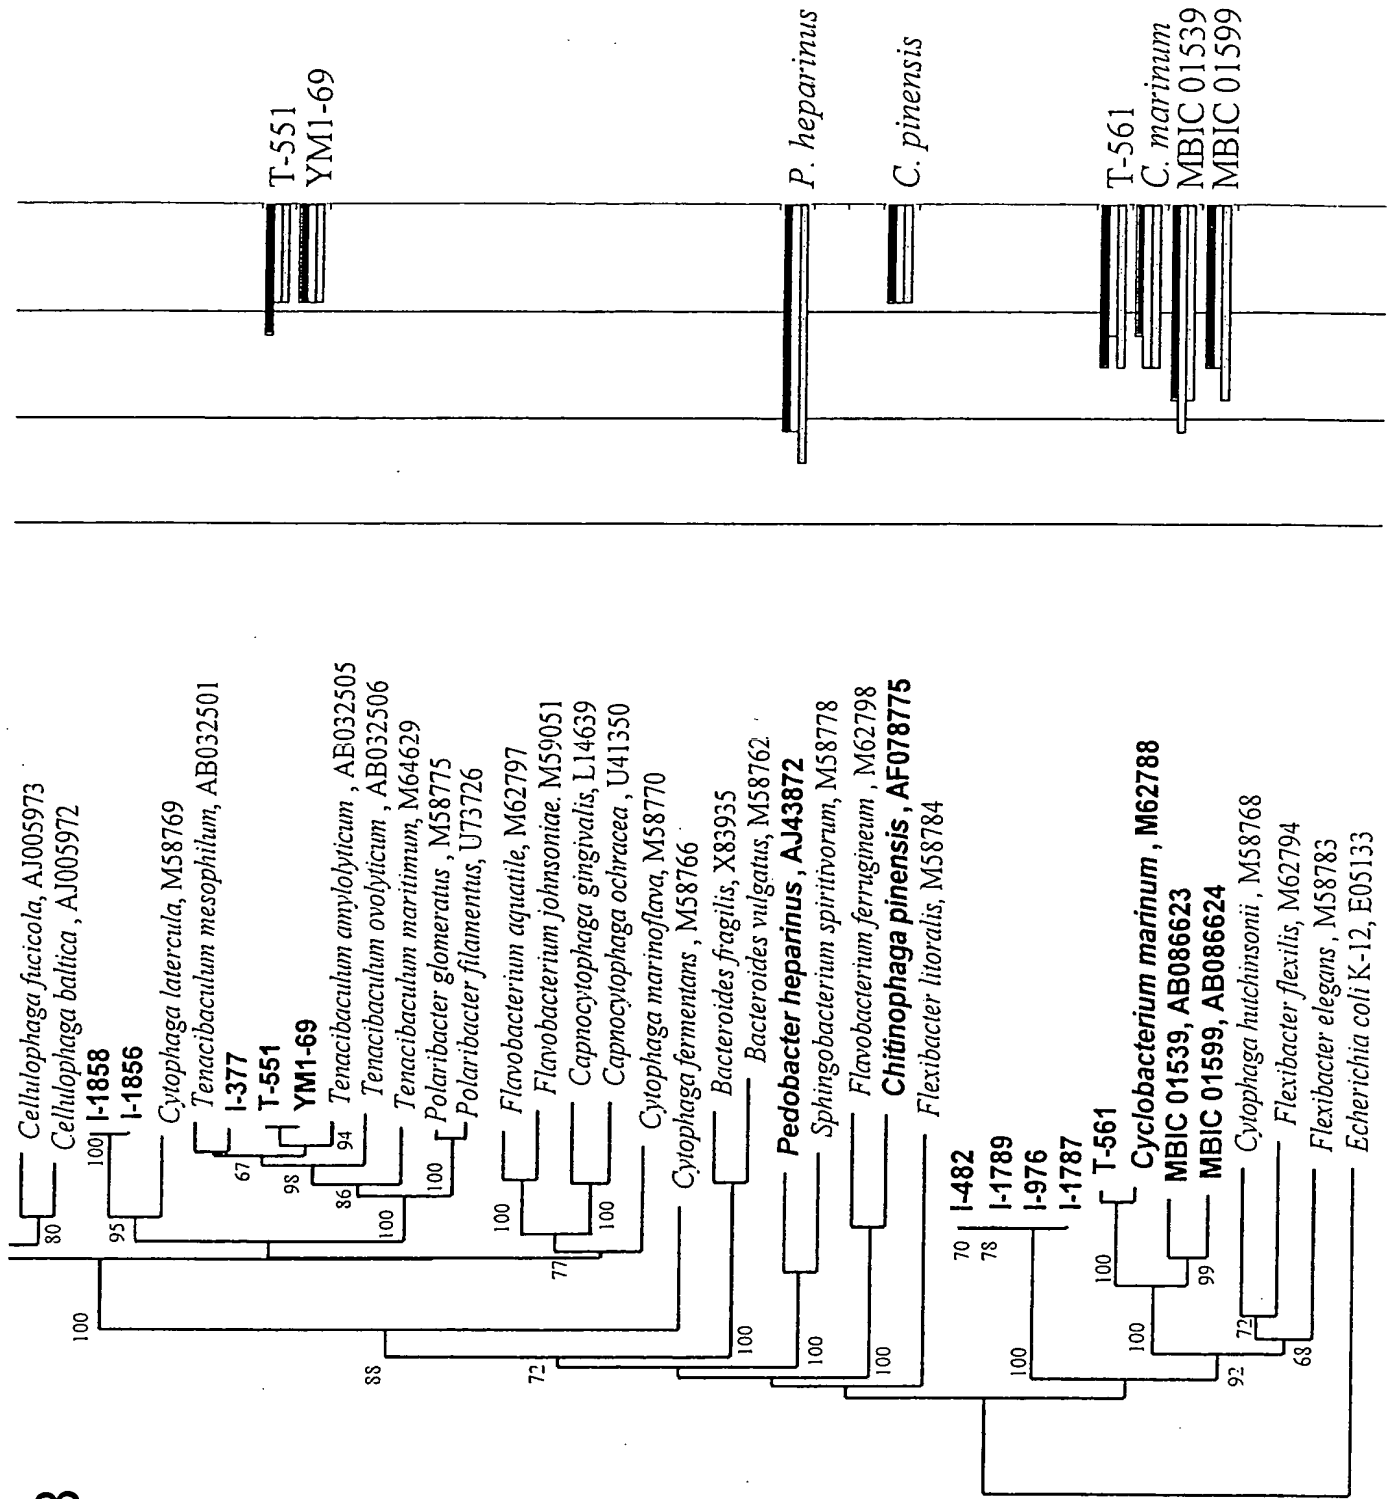 B
Cellulophaga fucicola, AJ005973
Cellulophaga baltica , AJ005972
I-1858
I-1856
Cytophaga latercula, M58769
Tenacibaculum mesophilum, AB032501
I-377
T-551
YM1-69
Tenacibaculum amylolyticum , AB032505
Tenacibaculum ovolyticum , AB032506
Tenacibaculum maritimum, M64629
Polaribacter glomeratus , M58775
Polaribacter filamentus, U73726
Flavobacterium aquatile, M62797
Flavobacterium johnsoniae. M59051
Capnocytophaga gingivalis, L14639
Capnocytophaga ochracea , U41350
Cytophaga marinoflava, M58770
Cytophaga fermentans , M58766
Bacteroides fragilis, X83935
Bacteroides vulgatus, M58762
Pedobacter heparinus , AJ43872
Sphingobacterium spiritivorum, M58778
Flavobacterium ferrugineum , M62798
Chitinophaga pinensis, AF078775
Flexibacter litoralis, M58784
I-482
I-1789
I-976
I-1787
T-561
Cyclobacterium marinum , M62788
MBIC 01539, AB086623
MBIC 01599, AB086624
Cytophaga hutchinsonii , M58768
Flexibacter flexilis, M62794
Flexibacter elegans , M58783
Echerichia coli K-12, E05133
80
100
95
67
98
94
86
100
100
100
100
77
100
88
100
72
100
100
70
78
100
100
99
100
72
68
92
T-551
YM1-69
P. heparinus
C. pinensis
T-561
C. marinum
MBIC 01539
MBIC 01599